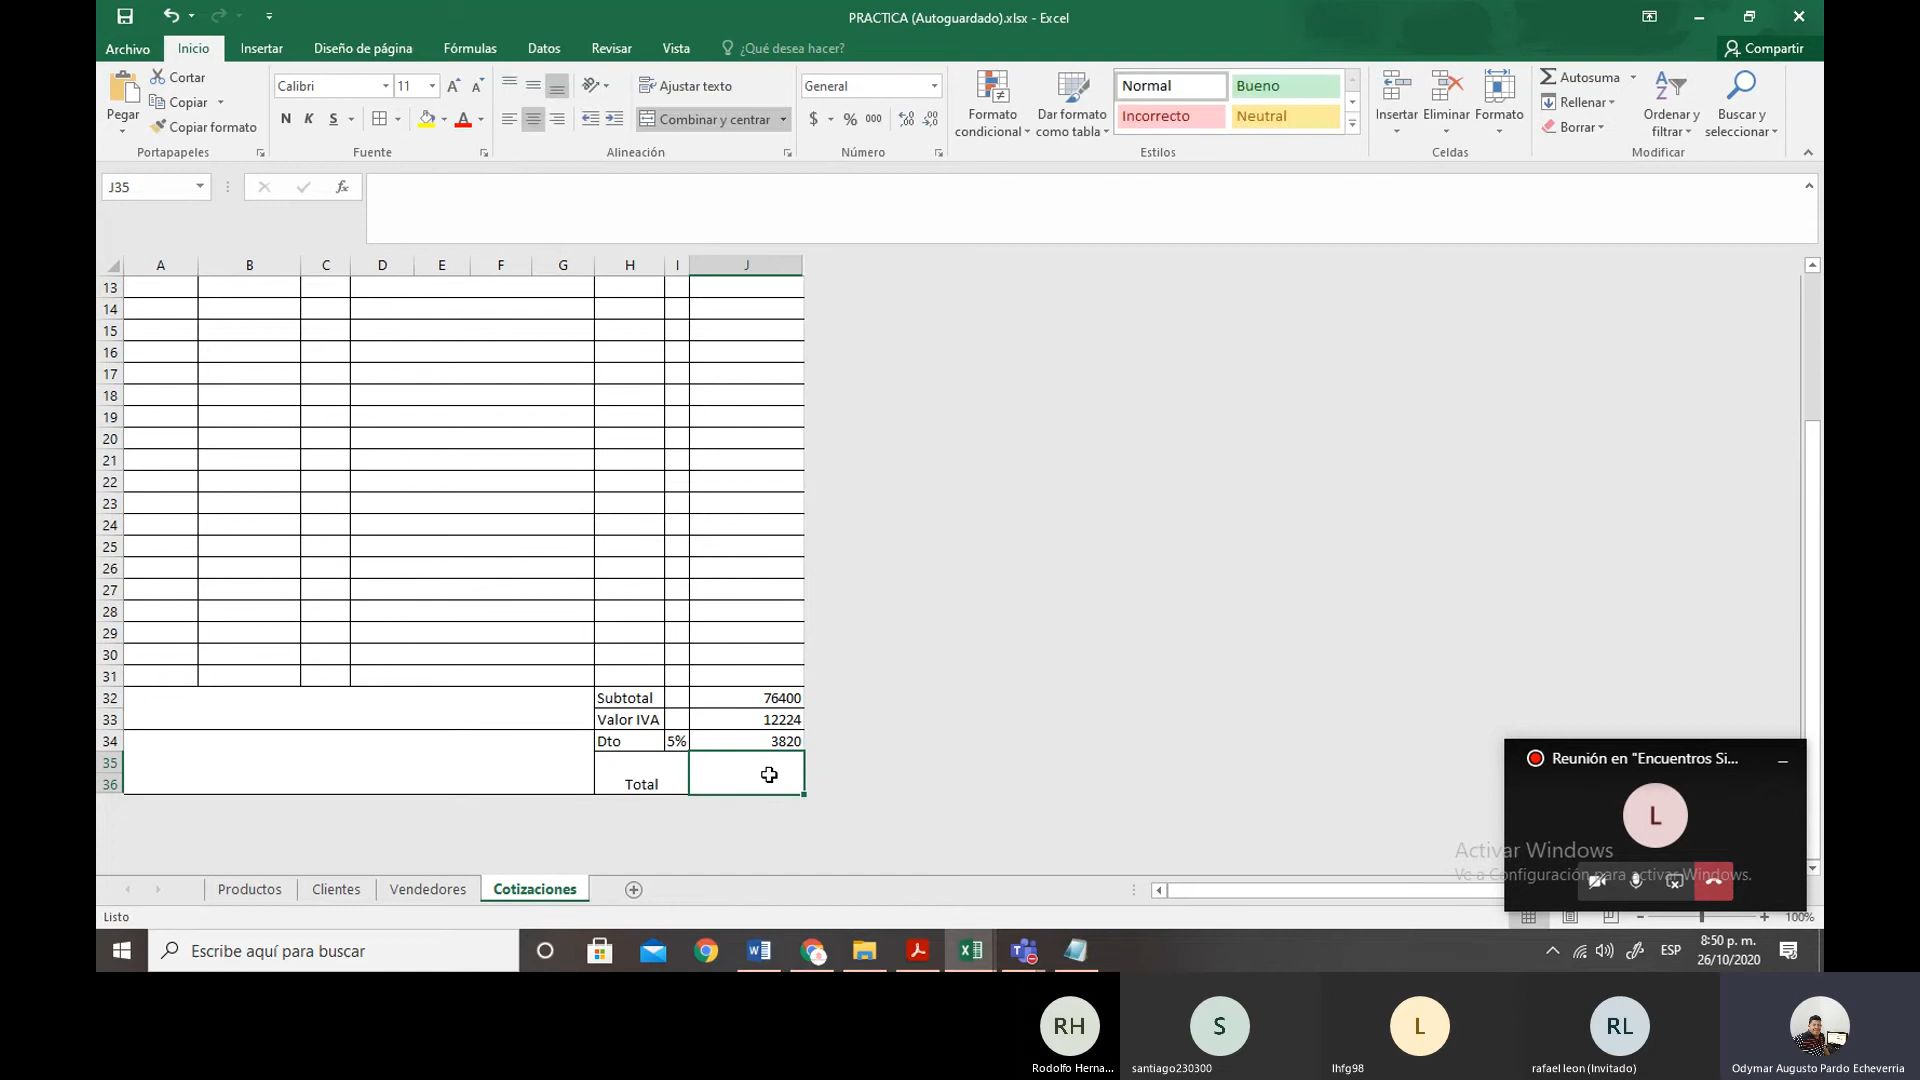 PRACTICA (Autoguardado).xlsx - Excel
Archivo Inicio Insertar Diseño de página Fórmulas Datos Revisar Vista ¿Qué desea hacer? Compartir
Pegar
Cortar
Copiar
Copiar formato
Portapapeles
Calibri 11
N K S
Fuente
Ajustar texto
Combinar y centrar
Alineación
General
$ % 000
Número
Formato condicional
Dar formato como tabla
Normal Bueno
Incorrecto Neutral
Estilos
Insertar Eliminar Formato
Celdas
Autosuma
Rellenar
Borrar
Ordenar y filtrar
Buscar y seleccionar
Modificar
J35 fx
A B C D E F G H I J
13
14
15
16
17
18
19
20
21
22
23
24
25
26
27
28
29
30
31
32 Subtotal 76400
33 Valor IVA 12224
34 Dto 5% 3820
35
36 Total
Reunión en "Encuentros Si...
L
Activar Windows
Ve a Configuración para activar Windows.
Productos Clientes Vendedores Cotizaciones
Listo 100%
Escribe aquí para buscar
ESP
8:50 p. m.
26/10/2020
RH S L RL
Rodolfo Herna... santiago230300 lhfg98 rafael leon (Invitado) Odymar Augusto Pardo Echeverria